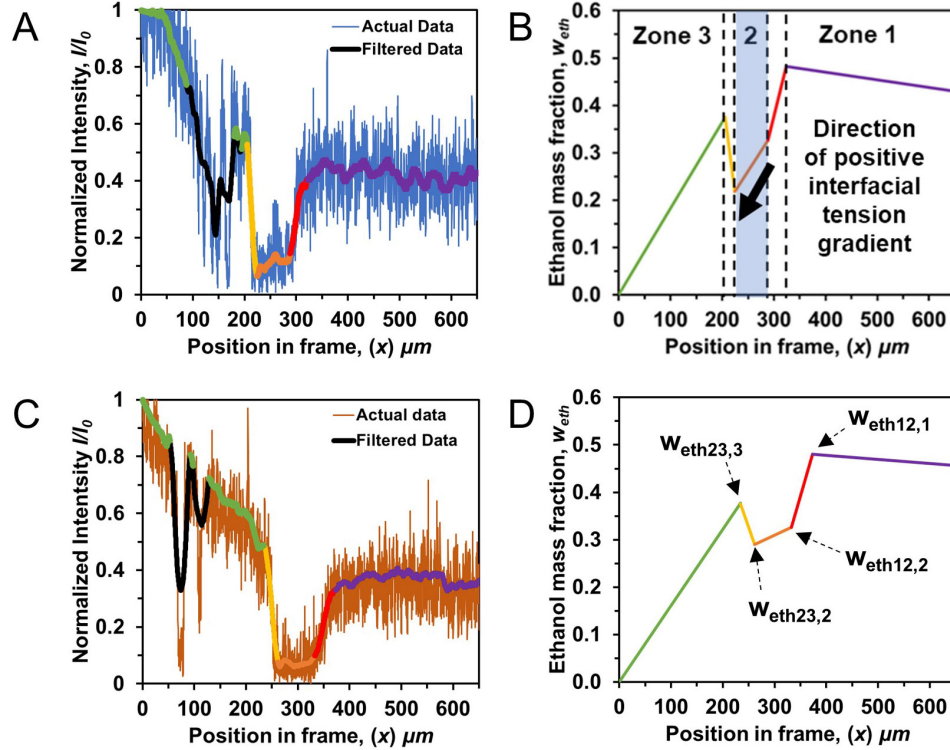 A
Normalized Intensity, I/I0
1
0.8
0.6
0.4
0.2
0
Actual Data
Filtered Data
0 100 200 300 400 500 600
Position in frame, (x) µm
B
Ethanol mass fraction, weth
0.6
0.5
0.4
0.3
0.2
0.1
0.0
Zone 3 2 Zone 1
Direction
of positive
interfacial
tension
gradient
0 100 200 300 400 500 600
Position in frame, (x) µm
C
Normalized Intentsity I/I0
1
0.8
0.6
0.4
0.2
0
Actual data
Filtered Data
0 100 200 300 400 500 600
Position in frame, (x) µm
D
Ethanol mass fraction, weth
0.6
0.5
0.4
0.3
0.2
0.1
0.0
weth23,3
weth12,1
weth12,2
weth23,2
0 100 200 300 400 500 600
Position in frame, (x) µm